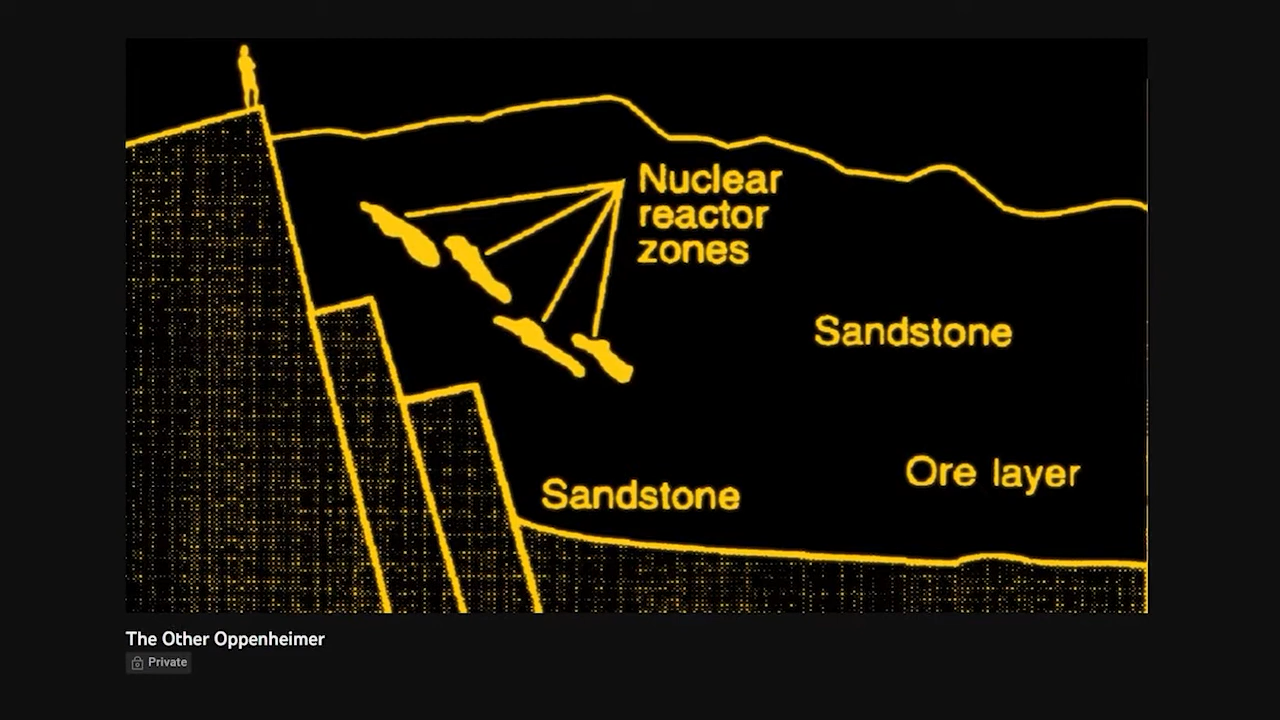 Nuclear
reactor
zones
Sandstone
Ore layer
Sandstone
The Other Oppenheimer
Private